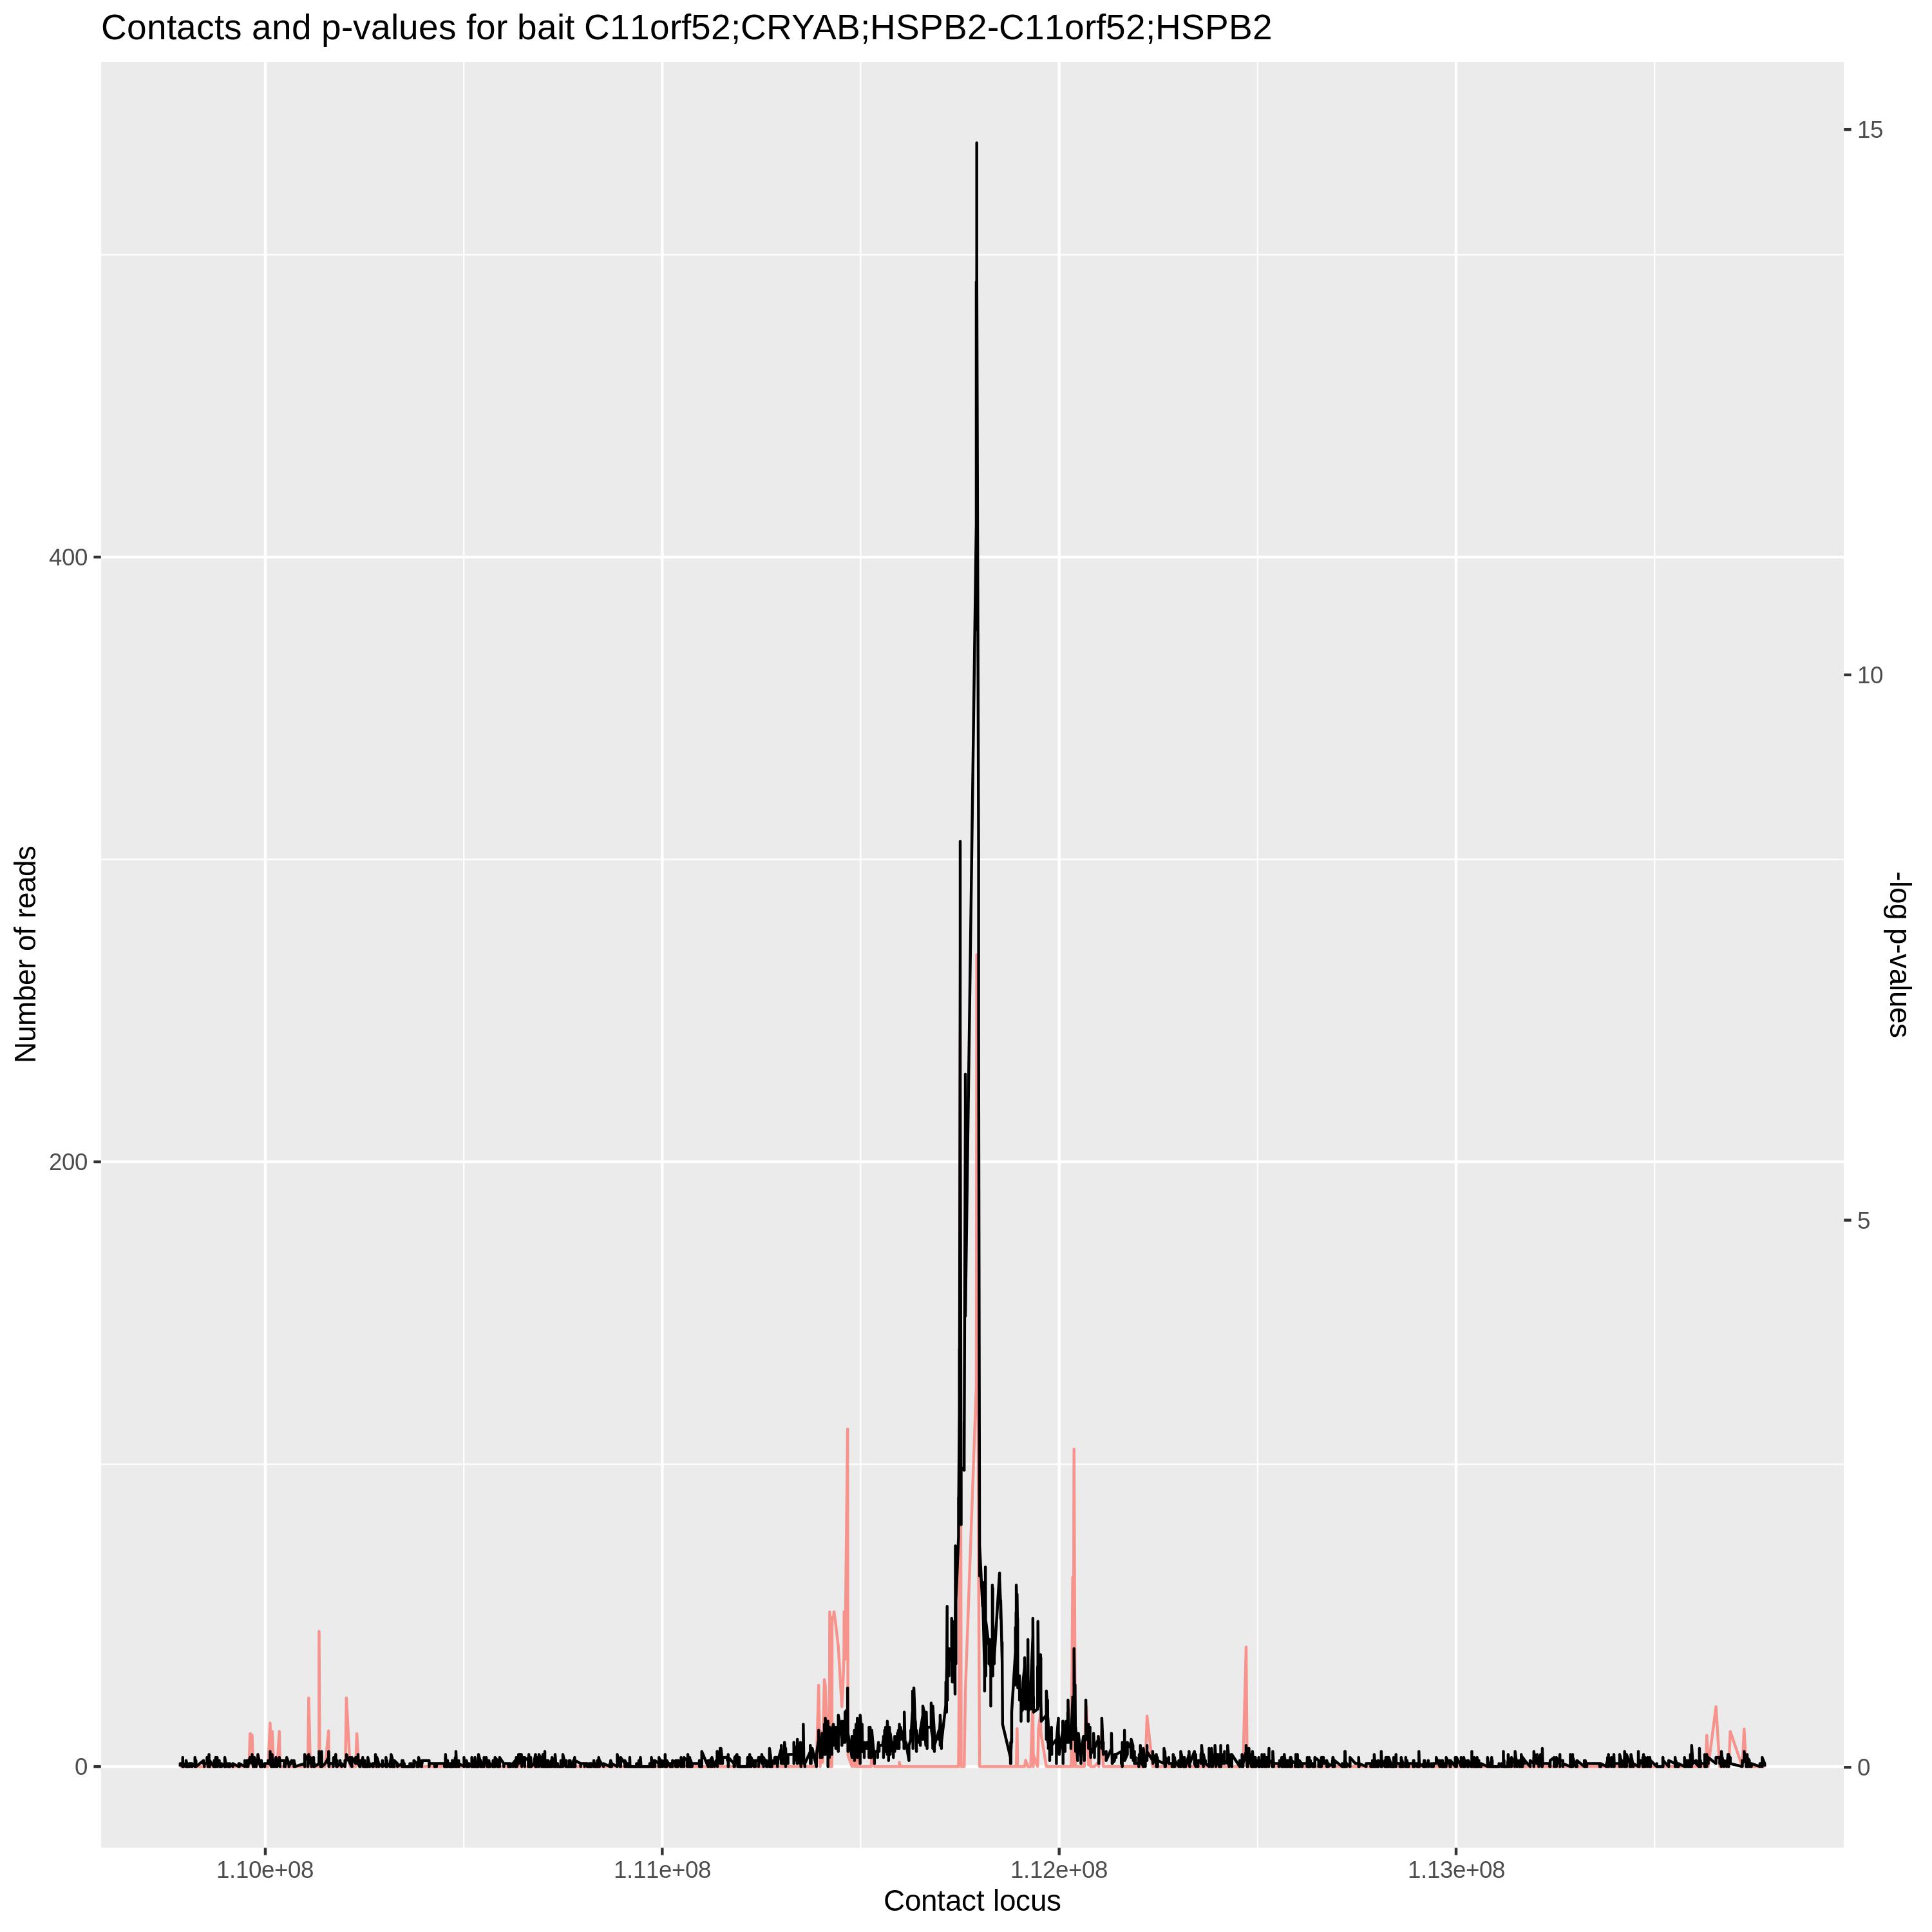 Contacts and p-values for bait C11orf52;CRYAB;HSPB2-C11orf52;HSPB2
15
400
10
Number of reads
-log p-values
200
5
0
0
1.10e+08
1.11e+08
1.12e+08
1.13e+08
Contact locus